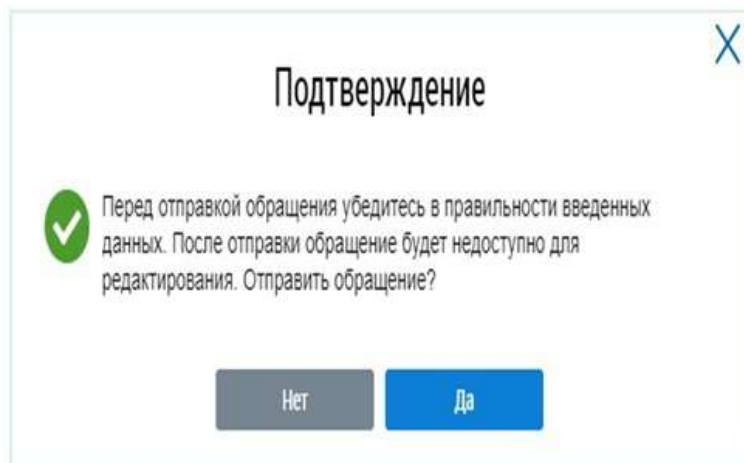 Подтверждение
Перед отправкой обращения убедитесь в правильности введенных
данных. После отправки обращение будет недоступно для
редактирования. Отправить обращение?
Нет Да